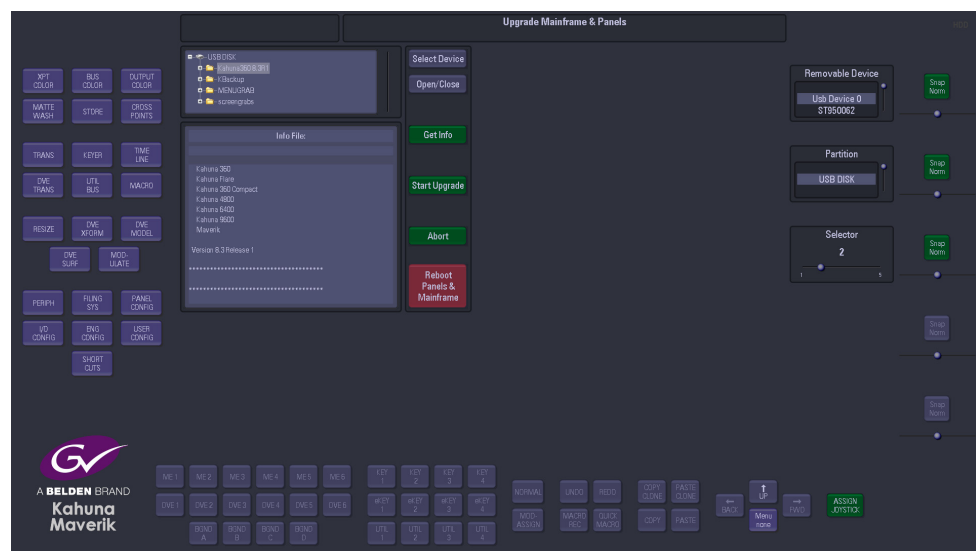 Upgrade Mainframe & Panels
USB DISK
Kahuna360 8.3R1
KBackup
MENUGRAB
screengrabs
Select Device
Open/Close
Info File:
Get Info
Kahuna 360
Kahuna Flare
Kahuna 360 Compact
Kahuna 4800
Kahuna 6400
Kahuna 9600
Maverik
Version 8.3 Release 1
**************************************
**************************************
Start Upgrade
Abort
Reboot
Panels &
Mainframe
Removable Device
Usb Device 0
ST950062
Snap
Norm
Partition
USB DISK
Snap
Norm
Selector
2
1 5
Snap
Norm
Snap
Norm
Snap
Norm
XPT
COLOR
BUS
COLOR
OUTPUT
COLOR
MATTE
WASH
STORE
CROSS
POINTS
TRANS
KEYER
TIME
LINE
DVE
TRANS
UTIL
BUS
MACRO
RESIZE
DVE
XFORM
DVE
MODEL
DVE
SURF
MOD-
ULATE
PERIPH
FILING
SYS
PANEL
CONFIG
I/O
CONFIG
ENG
CONFIG
USER
CONFIG
SHORT
CUTS
GV
A BELDEN BRAND
Kahuna
Maverik
ME 1
ME 2
ME 3
ME 4
ME 5
ME 6
KEY
1
KEY
2
KEY
3
KEY
4
DVE 1
DVE 2
DVE 3
DVE 4
DVE 5
DVE 6
eKEY
1
eKEY
2
eKEY
3
eKEY
4
BGND
A
BGND
B
BGND
C
BGND
D
UTIL
1
UTIL
2
UTIL
3
UTIL
4
NORMAL
UNDO
REDO
COPY
CLONE
PASTE
CLONE
MOD-
ASSIGN
MACRO
REC
QUICK
MACRO
COPY
PASTE
←
BACK
↑
UP
Menu
none
→
FWD
ASSIGN
JOYSTICK